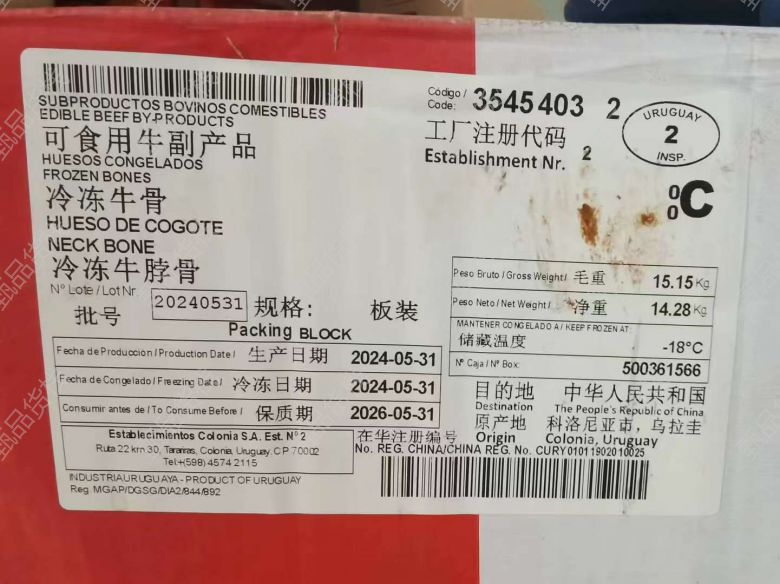 SUBPRODUCTOS BOVINOS COMESTIBLES
EDIBLE BEEF BY-PRODUCTS
可食用牛副产品
HUESOS CONGELADOS
FROZEN BONES
冷冻牛骨
HUESO DE COGOTE
NECK BONE
冷冻牛脖骨
Código /
Code: 3545403 2
工厂注册代码
Establishment Nr. 2
URUGUAY
2
INSP.
00C
N° Lote / Lot Nr
批号 20240531 规格: 板装
Packing BLOCK
Peso Bruto / Gross Weight / 毛重 15.15 Kg
Peso Neto / Net Weight / 净重 14.28 Kg
MANTENER CONGELADO A / KEEP FROZEN AT
储藏温度 -18°C
N° Caja / N° Box: 500361566
Fecha de Producción / Production Date / 生产日期 2024-05-31
Fecha de Congelado / Freezing Date / 冷冻日期 2024-05-31
Consumir antes de / To Consume Before / 保质期 2026-05-31
目的地 中华人民共和国
Destination The People's Republic of China
原产地 科洛尼亚市，乌拉圭
Origin Colonia, Uruguay
Establecimientos Colonia S.A. Est. N° 2
Ruta 22 km 30, Tarariras, Colonia, Uruguay. C.P 70002
Tel:+(598) 4574 2115
在华注册编号
No. REG. CHINA/CHINA REG. No. CURY01011902010025
INDUSTRIA URUGUAYA - PRODUCT OF URUGUAY
Reg. MGAP/DGSG/DIA 2/844/892